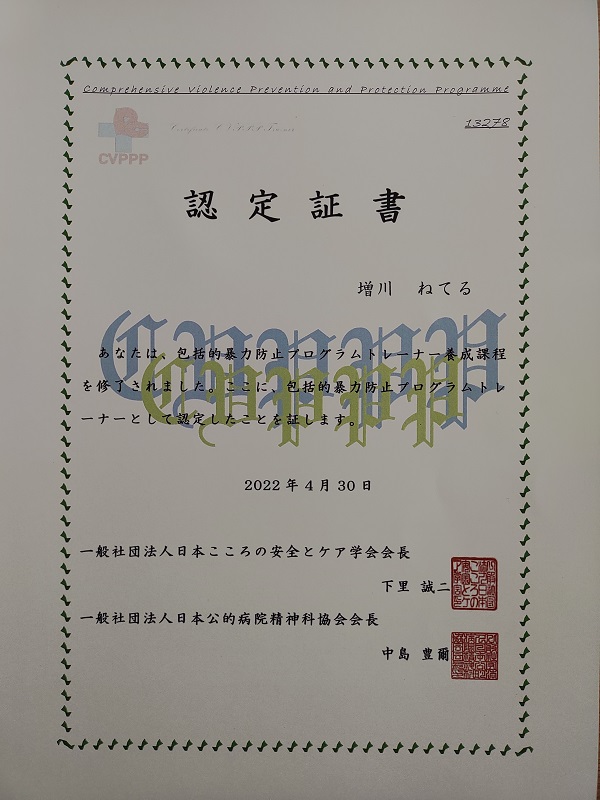 Comprehensive Violence Prevention and Protection Programme
CVPPP
13278
認定証書
増川 ねてる
CVPPP
CVPPP
あなたは、包括的暴力防止プログラムトレーナー養成課程
を修了されました。ここに、包括的暴力防止プログラムトレ
ーナーとして認定したことを証します。
2022年4月30日
一般社団法人日本こころの安全とケア学会会長
下里 誠二
一般社団法人日本公的病院精神科協会会長
中島 豊爾